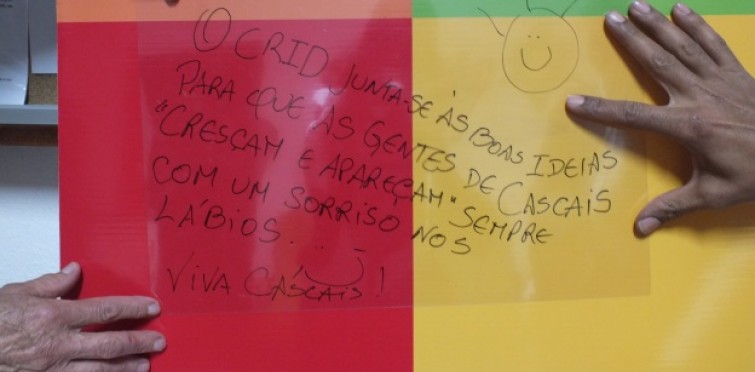 O CRID JUNTA-SE ÀS BOAS IDEIAS
PARA QUE AS GENTES DE CASCAIS
"CRESÇAM E APAREÇAM" SEMPRE
COM UM SORRISO NOS
LÁBIOS...
VIVA CÁSCAIS!